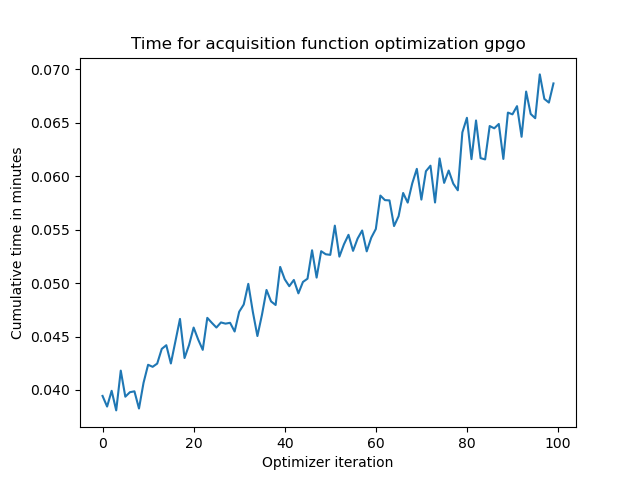 Time for acquisition function optimization gpgo
0.070
0.065
0.060
0.055
0.050
0.045
0.040
Cumulative time in minutes
0 20 40 60 80 100
Optimizer iteration